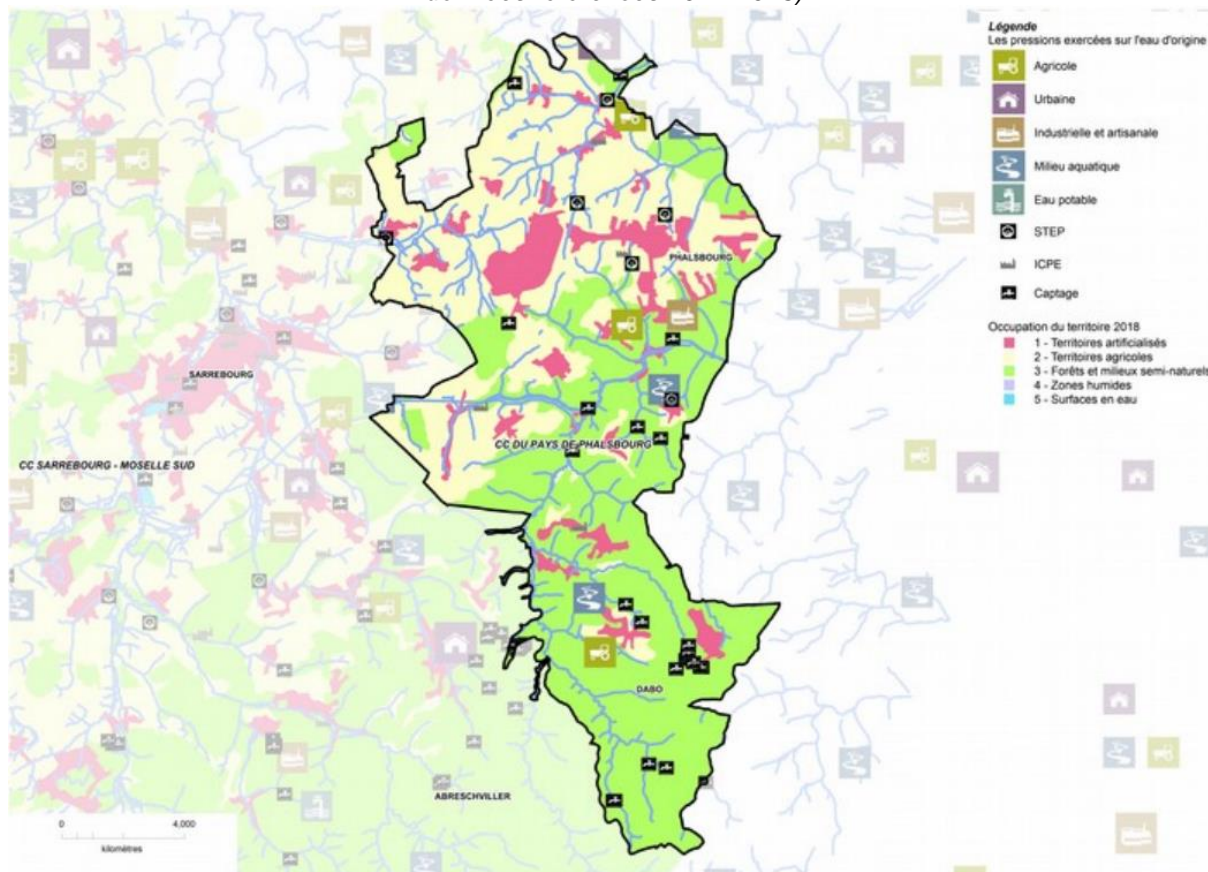 Légende
Les pressions exercées sur l'eau d'origine
Agricole
Urbaine
Industrielle et artisanale
Milieu aquatique
Eau potable
STEP
ICPE
Captage
Occupation du territoire 2018
1 - Territoires artificialisés
2 - Territoires agricoles
3 - Forêts et milieux semi-naturels
4 - Zones humides
5 - Surfaces en eau
PHALSBOURG
SARREBOURG
CC DU PAYS DE PHALSBOURG
CC SARREBOURG - MOSELLE SUD
DABO
ABRESCHVILLER
0 4,000
kilomètres